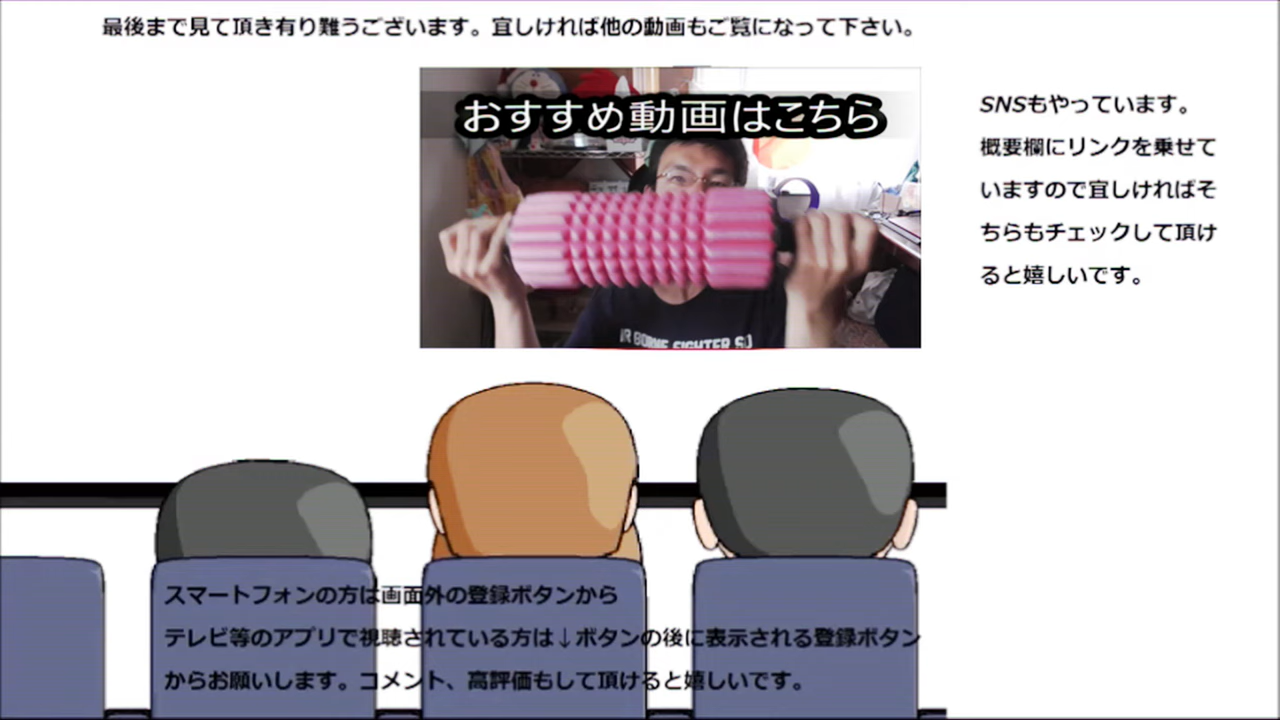 最後まで見て頂き有り難うございます。宜しければ他の動画もご覧になって下さい。
おすすめ動画はこちら
SNSもやっています。
概要欄にリンクを乗せて
いますので宜しければそ
ちらもチェックして頂け
ると嬉しいです。
スマートフォンの方は画面外の登録ボタンから
テレビ等のアプリで視聴されている方は↓ボタンの後に表示される登録ボタン
からお願いします。コメント、高評価もして頂けると嬉しいです。